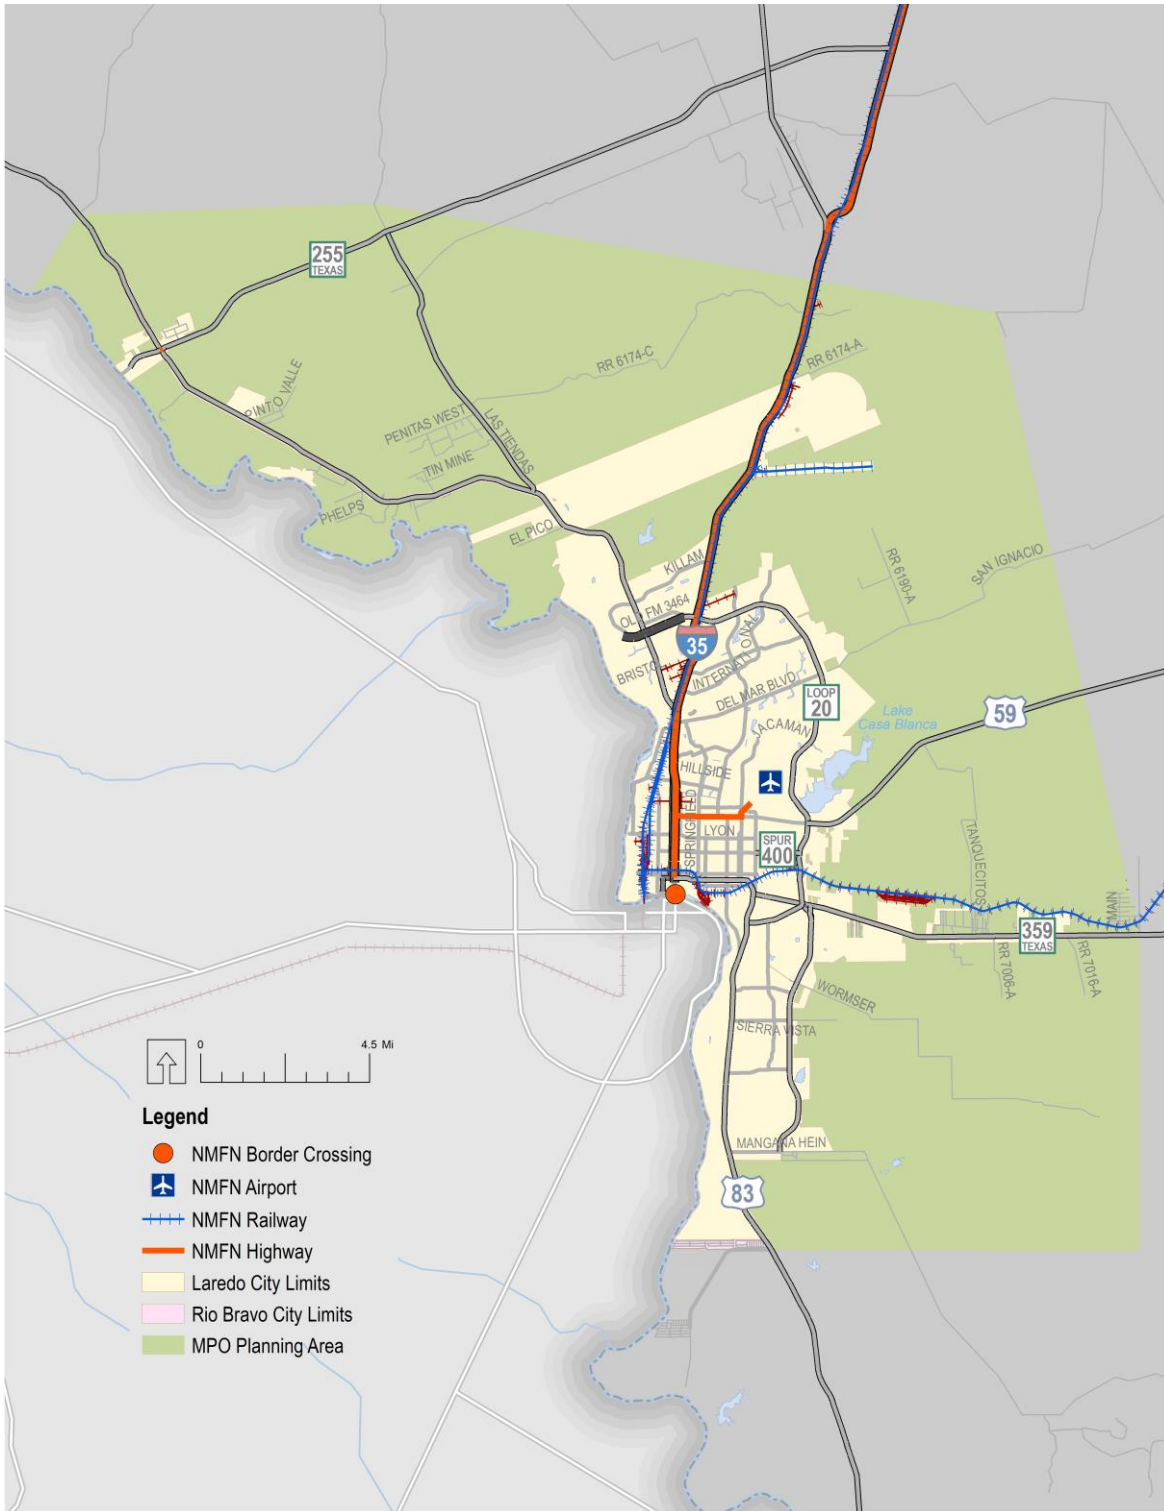 255
TEXAS
RR 6174-C
RR 6174-A
PINTO VALLE
PENITAS WEST
LAS TIENDAS
TIN MINE
PHELPS
EL PICO
KILLAM
RR 6190-A
SAN IGNACIO
OLD FM 3464
35
INTERNATIONAL
BRISTO
DEL MAR BLVD
LOOP
20
59
Lake
Casa Blanca
JACAMAN
HILLSIDE
SPRINGFIELD
LYON
SPUR
400
TANQUECITOS
MAIN
359
TEXAS
RR 7006-A
RR 7016-A
WORMSER
SIERRA VISTA
0 4.5 Mi
MANGANA HEIN
83
Legend
NMFN Border Crossing
NMFN Airport
NMFN Railway
NMFN Highway
Laredo City Limits
Rio Bravo City Limits
MPO Planning Area